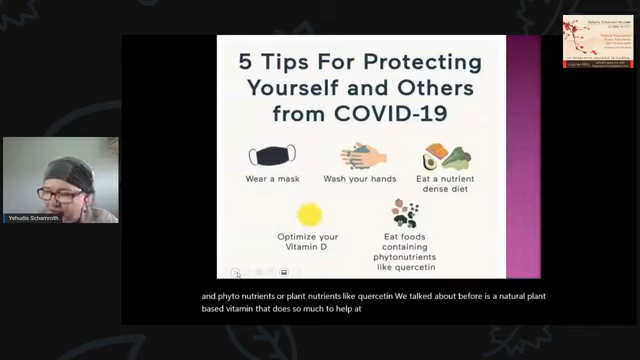 5 Tips For Protecting
Yourself and Others
from COVID-19
Wear a mask
Wash your hands
Eat a nutrient
dense diet
Optimize your
Vitamin D
Eat foods
containing
phytonutrients
like quercetin
Yehudis Schamroth
and phyto nutrients or plant nutrients like quercetin We talked about before is a natural plant
based vitamin that does so much to help at